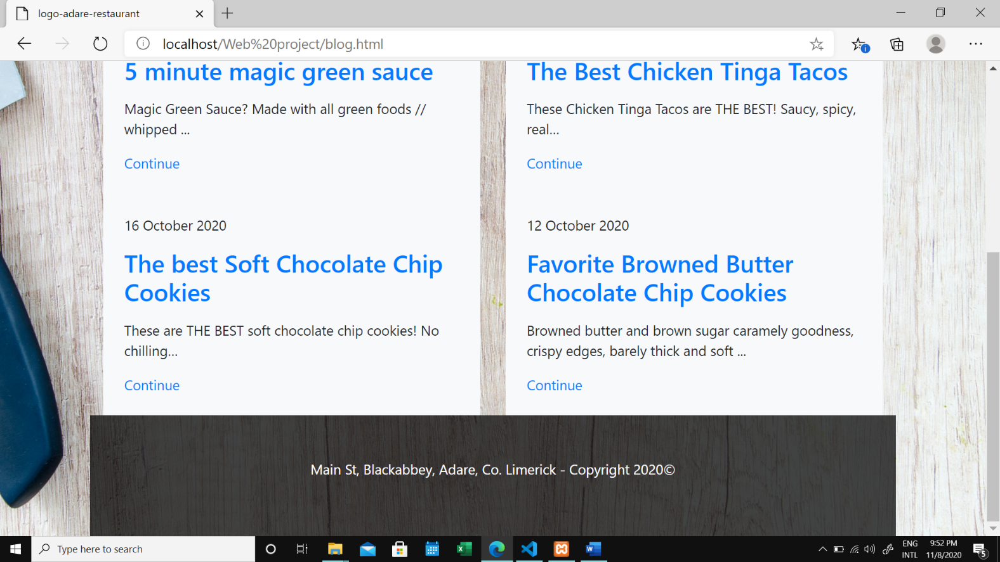 logo-adare-restaurant
localhost/Web%20project/blog.html
5 minute magic green sauce
Magic Green Sauce? Made with all green foods //
whipped ...
Continue
The Best Chicken Tinga Tacos
These Chicken Tinga Tacos are THE BEST! Saucy, spicy,
real...
Continue
16 October 2020
The best Soft Chocolate Chip
Cookies
These are THE BEST soft chocolate chip cookies! No
chilling...
Continue
12 October 2020
Favorite Browned Butter
Chocolate Chip Cookies
Browned butter and brown sugar caramely goodness,
crispy edges, barely thick and soft ...
Continue
Main St, Blackabbey, Adare, Co. Limerick - Copyright 2020©
Type here to search
ENG
INTL
9:52 PM
11/8/2020
5